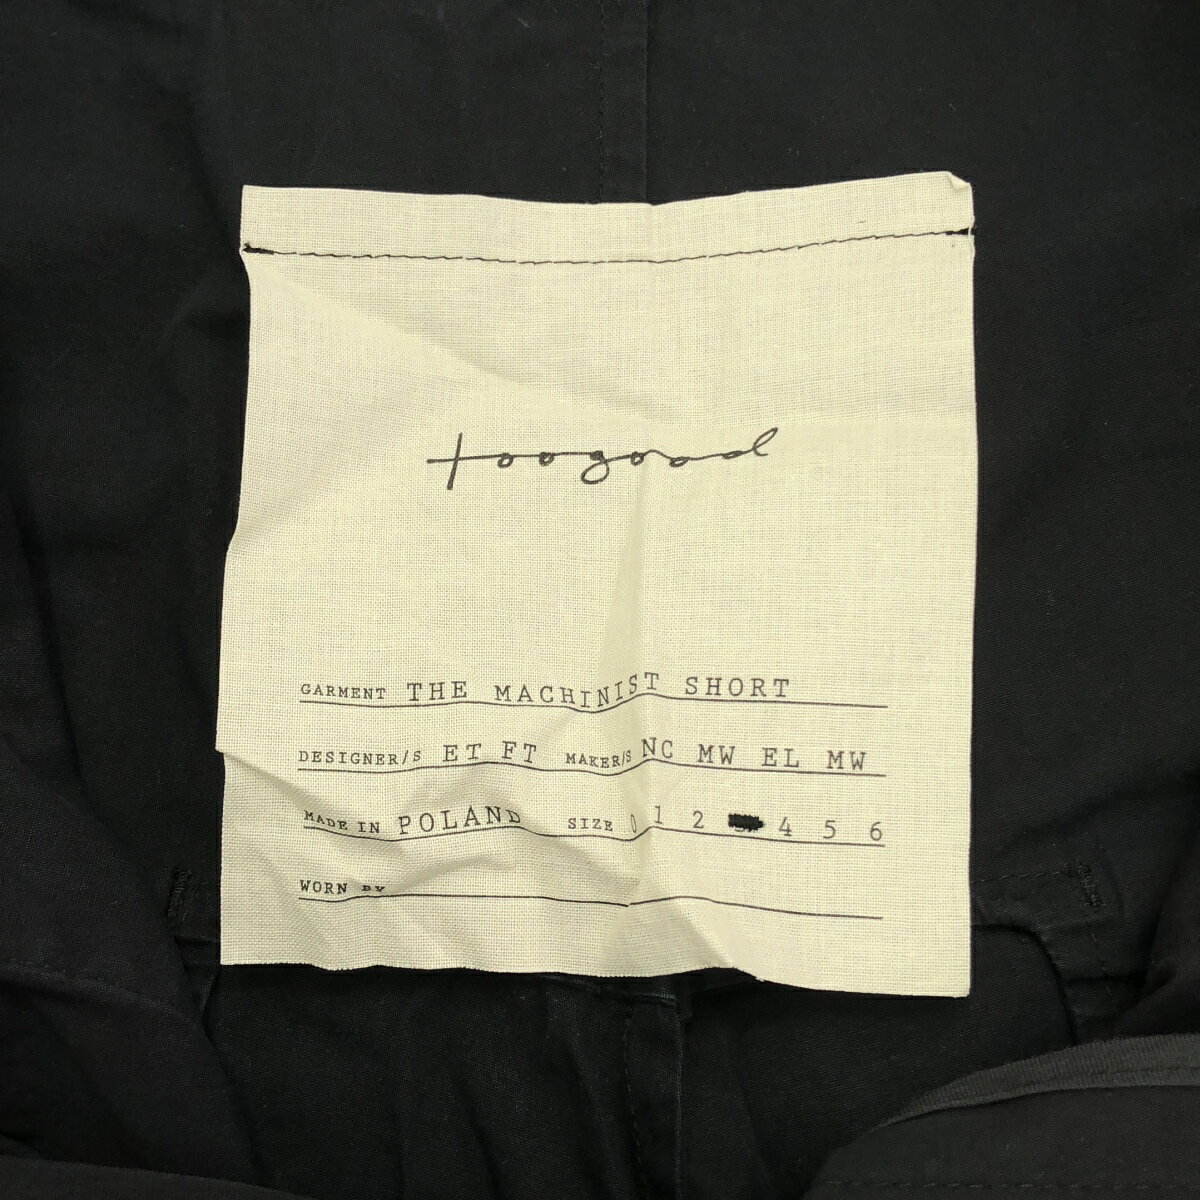 toogood
GARMENT THE MACHINIST SHORT
DESIGNER/S ET FT MAKER/S NC MW EL MW
MADE IN POLAND SIZE 0 1 2 4 5 6
WORN BY